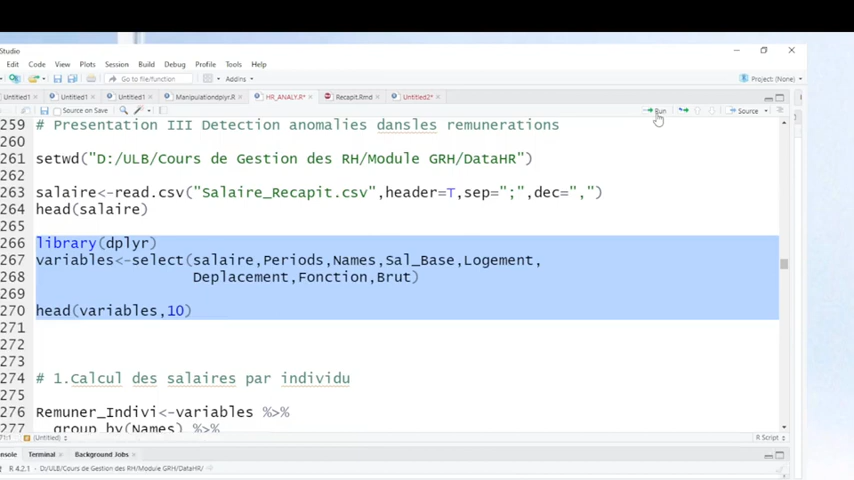 Studio
Edit Code View Plots Session Build Debug Profile Tools Help
Go to file/function Addins Project: (None)
Untitled1 Untitled1 Untitled1 Manipulationdplyr.R HR_ANALY.R* Recapit.Rmd Untitled2*
Source on Save Run Source
259 # Presentation III Detection anomalies dansles remunerations
260
261 setwd("D:/ULB/Cours de Gestion des RH/Module GRH/DataHR")
262
263 salaire<-read.csv("Salaire_Recapit.csv",header=T,sep=";",dec=",")
264 head(salaire)
265
266 library(dplyr)
267 variables<-select(salaire,Periods,Names,Sal_Base,Logement,
268 Deplacement,Fonction,Brut)
269
270 head(variables,10)
271
272
273
274 # 1.Calcul des salaires par individu
275
276 Remuner_Indivi<-variables %>%
277 group_by(Names) %>%
71:1 (Untitled) R Script
nsole Terminal Background Jobs
R 4.2.1 · D:/ULB/Cours de Gestion des RH/Module GRH/DataHR/